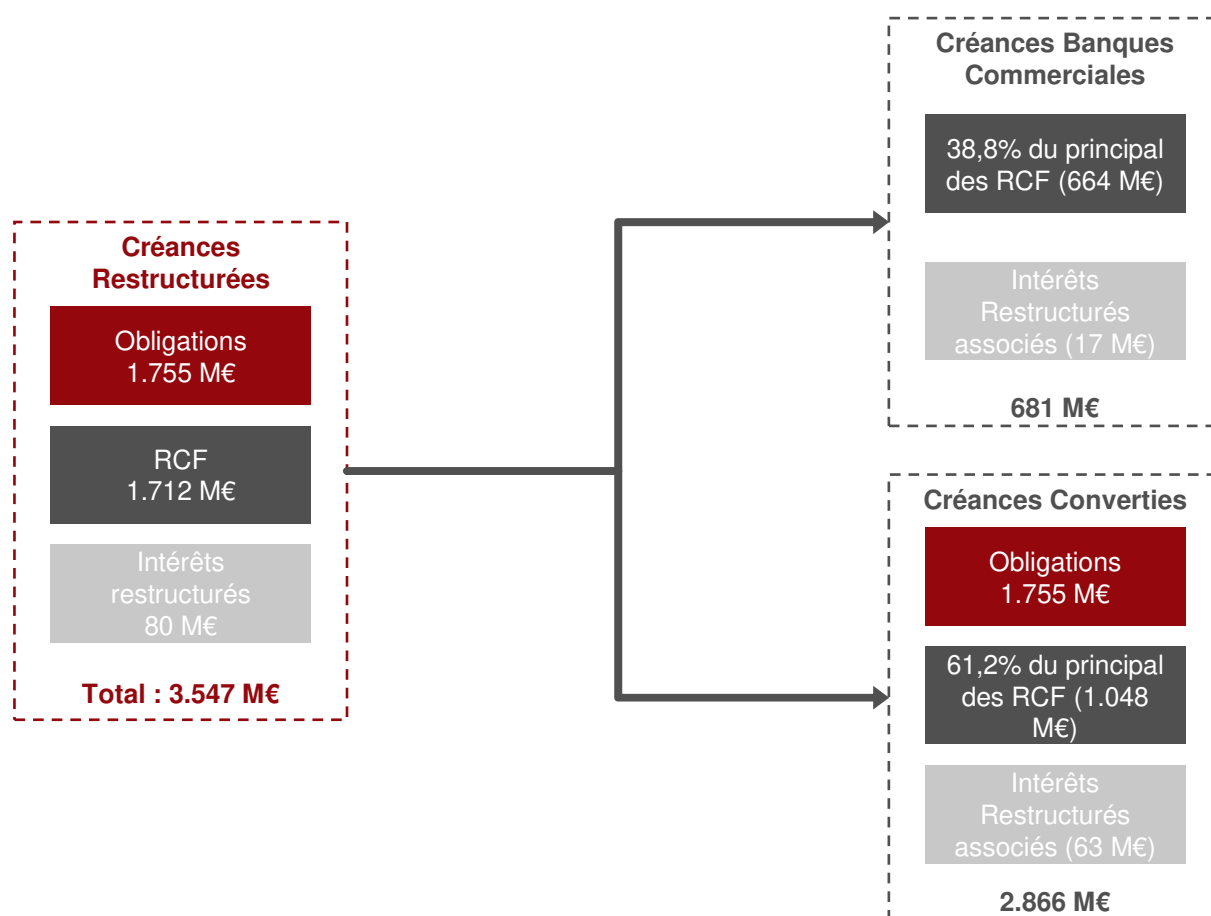 Créances
Restructurées
Obligations
1.755 M€
RCF
1.712 M€
Intérêts
restructurés
80 M€
Total : 3.547 M€
Créances Banques
Commerciales
38,8% du principal
des RCF (664 M€)
Intérêts
Restructurés
associés (17 M€)
681 M€
Créances Converties
Obligations
1.755 M€
61,2% du principal
des RCF (1.048
M€)
Intérêts
Restructurés
associés (63 M€)
2.866 M€